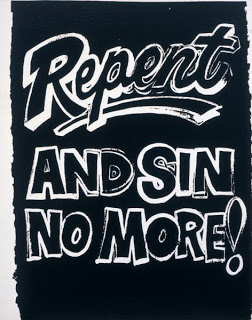 Repent
AND SIN
NO MORE!